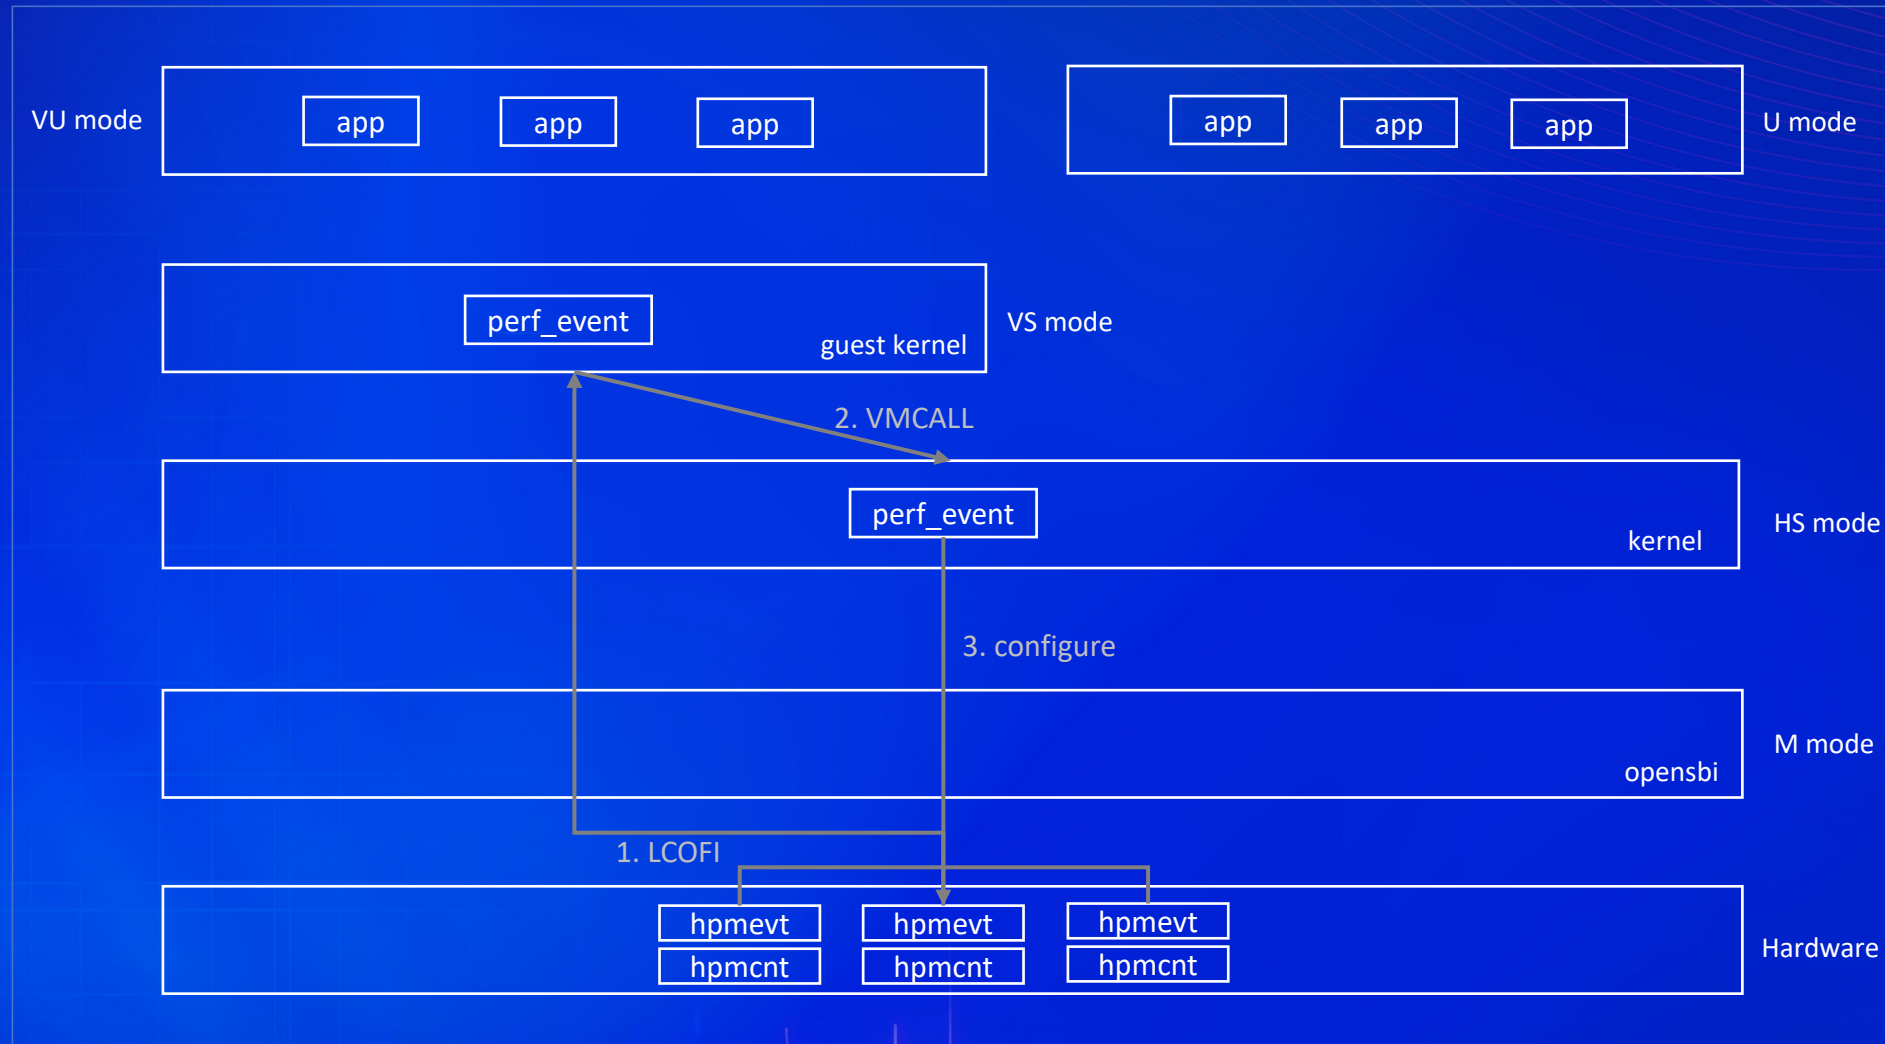 VU mode
app
app
app
app
app
app
U mode
perf_event
guest kernel
VS mode
2. VMCALL
perf_event
kernel
HS mode
3. configure
M mode
opensbi
1. LCOFI
hpmevt
hpmevt
hpmevt
hpmcnt
hpmcnt
hpmcnt
Hardware